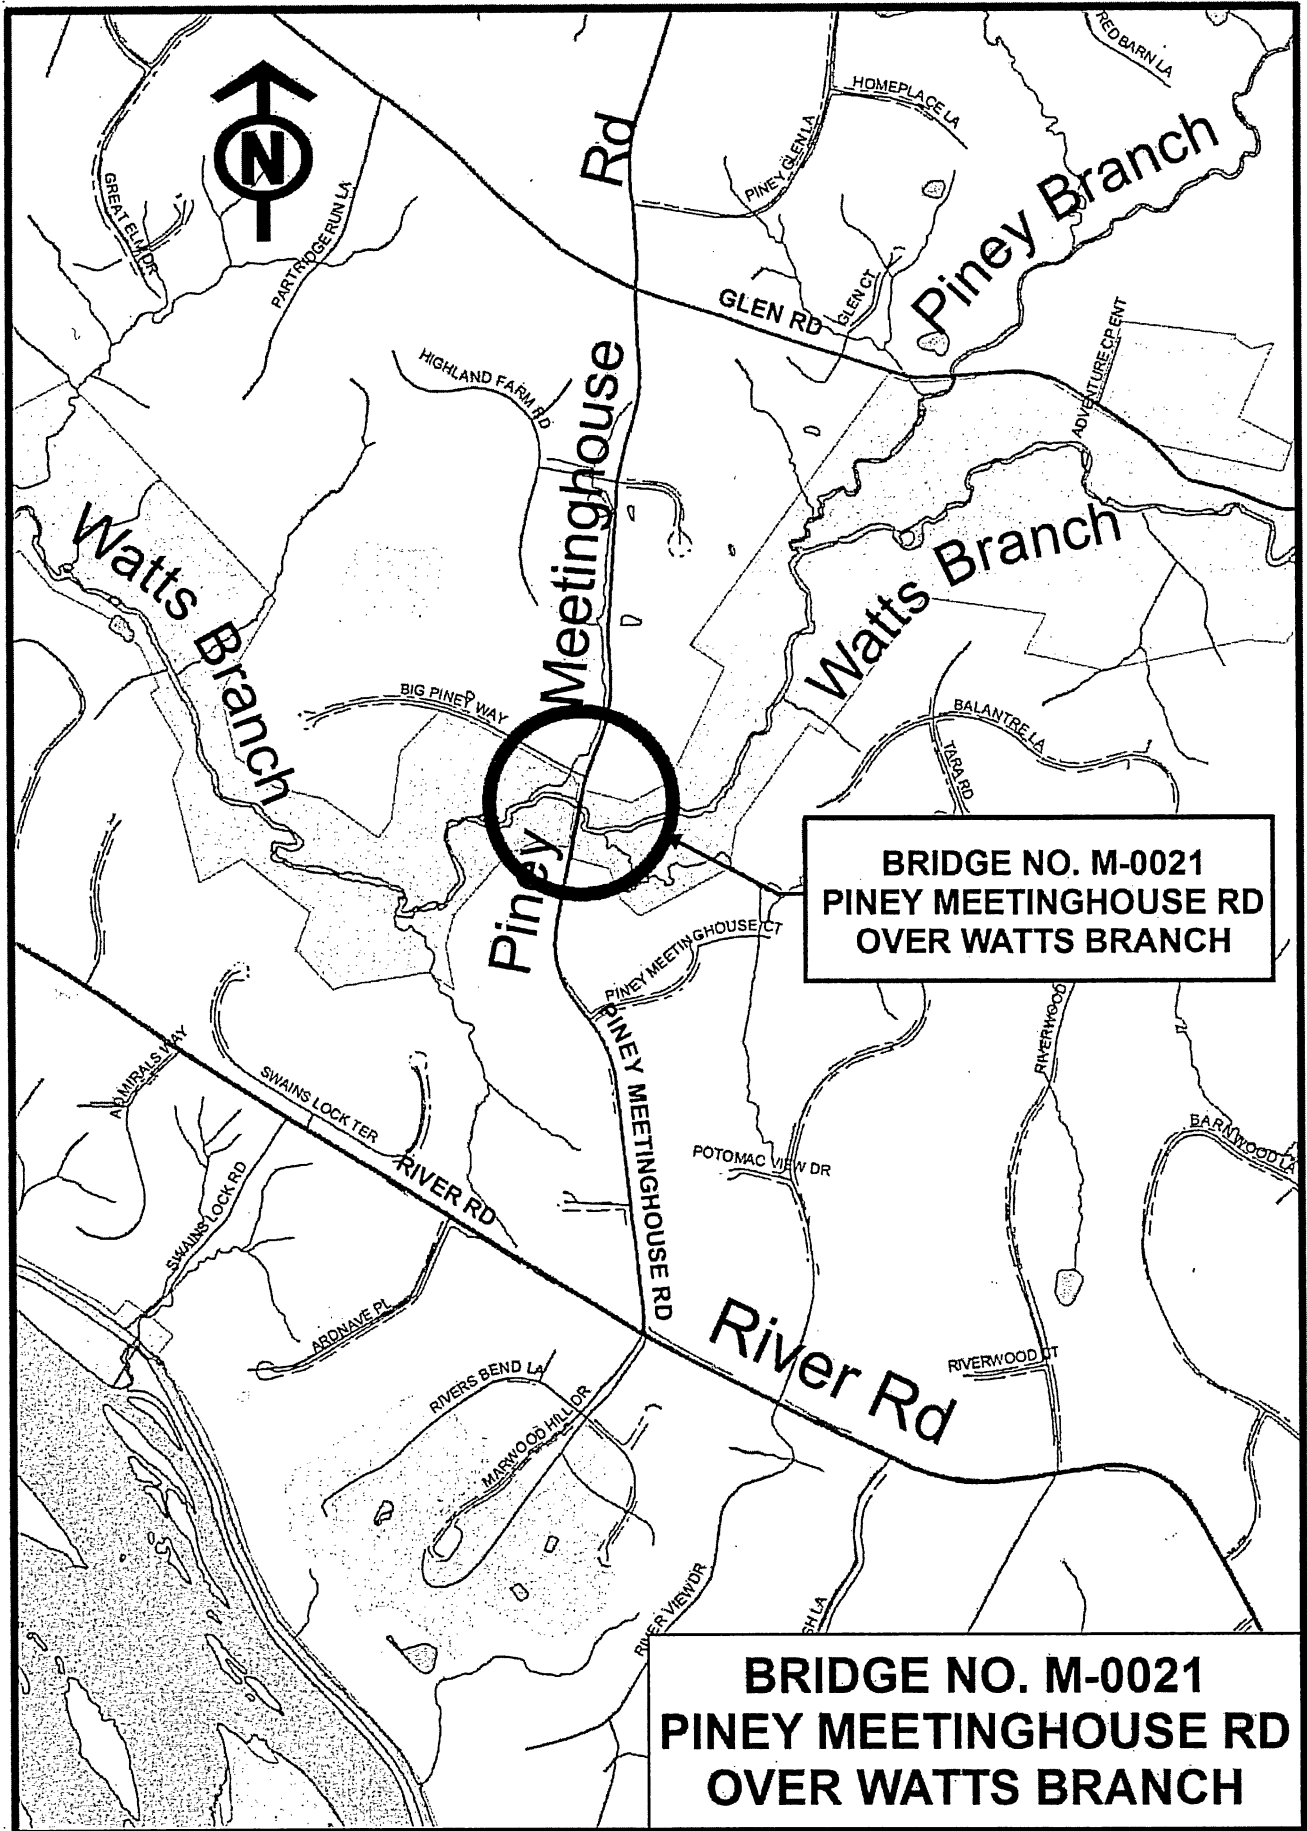 RED BARN LA
HOMEPLACE LA
PINEY GLEN LA
Rd
N
Piney Branch
GREAT ELM DR
PARTRIDGE RUN LA
GLEN CT
GLEN RD
ADVENTURE CP ENT
HIGHLAND FARM RD
Meetinghouse
Watts Branch
Watts Branch
BIG PINEY WAY
BALANTRE LA
TARA RD
Piney
BRIDGE NO. M-0021
PINEY MEETINGHOUSE RD
OVER WATTS BRANCH
PINEY MEETINGHOUSE CT
RIVERWOOD
PINEY MEETINGHOUSE RD
ADMIRALS WAY
SWAINS LOCK TER
RIVER RD
POTOMAC VIEW DR
BARNWOOD LA
SWAINS LOCK RD
ARDNAVE PL
River Rd
RIVERWOOD CT
RIVERS BEND LA
MARWOOD HILL DR
RIVER VIEW DR
SH LA
BRIDGE NO. M-0021
PINEY MEETINGHOUSE RD
OVER WATTS BRANCH